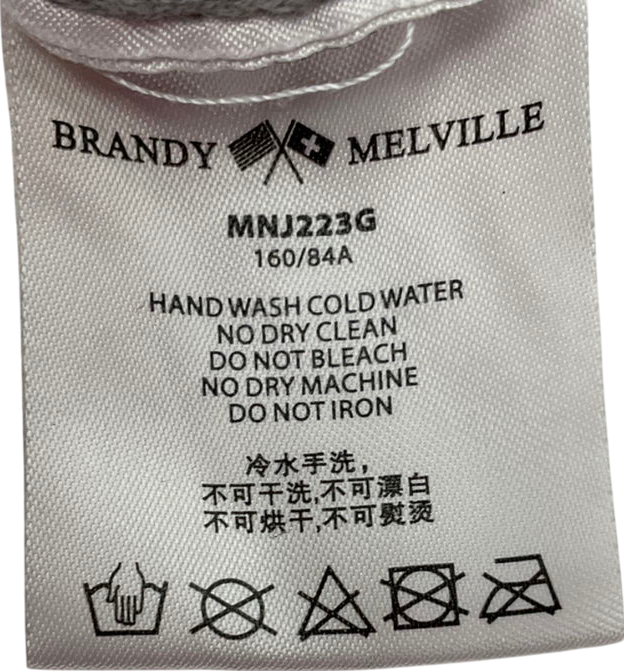 BRANDY MELVILLE
MNJ223G
160/84A
HAND WASH COLD WATER
NO DRY CLEAN
DO NOT BLEACH
NO DRY MACHINE
DO NOT IRON
冷水手洗，
不可干洗,不可漂白
不可烘干,不可熨烫